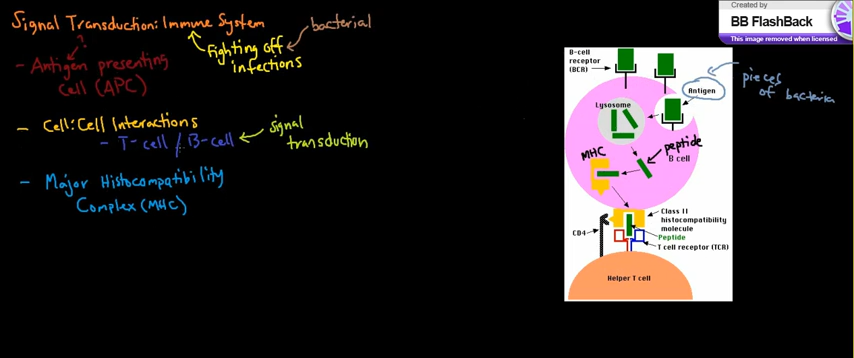 Signal Transduction: Immune System
bacterial
?
Fighting off
infections
- Antigen presenting
cell (APC)
- Cell:Cell Interactions
- T-cell / B-cell
signal
transduction
- Major Histocompatibility
Complex (MHC)
Created by
BB FlashBack
This image removed when licensed
B-cell
receptor
(BCR)
Antigen
pieces
of bacteria
Lysosome
peptide
MHC
B cell
Class II
histocompatibility
molecule
Peptide
T cell receptor (TCR)
CD4
Helper T cell